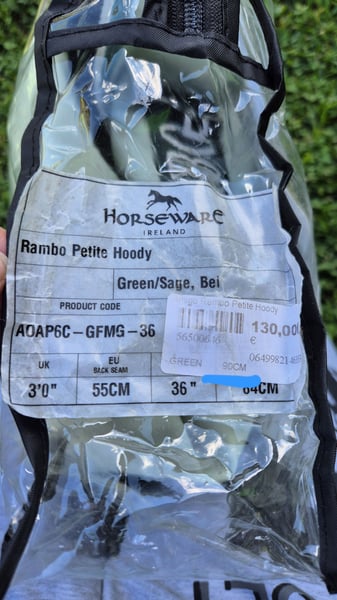 HORSEWARE
IRELAND
Rambo Petite Hoody
Green/Sage, Bei
Rambo Petite Hoody
PRODUCT CODE
AOAP6C-GFMG-36
130,00
€
GREEN 90CM
UK
EU
BACK SEAM
3'0" 55CM 36" 64CM